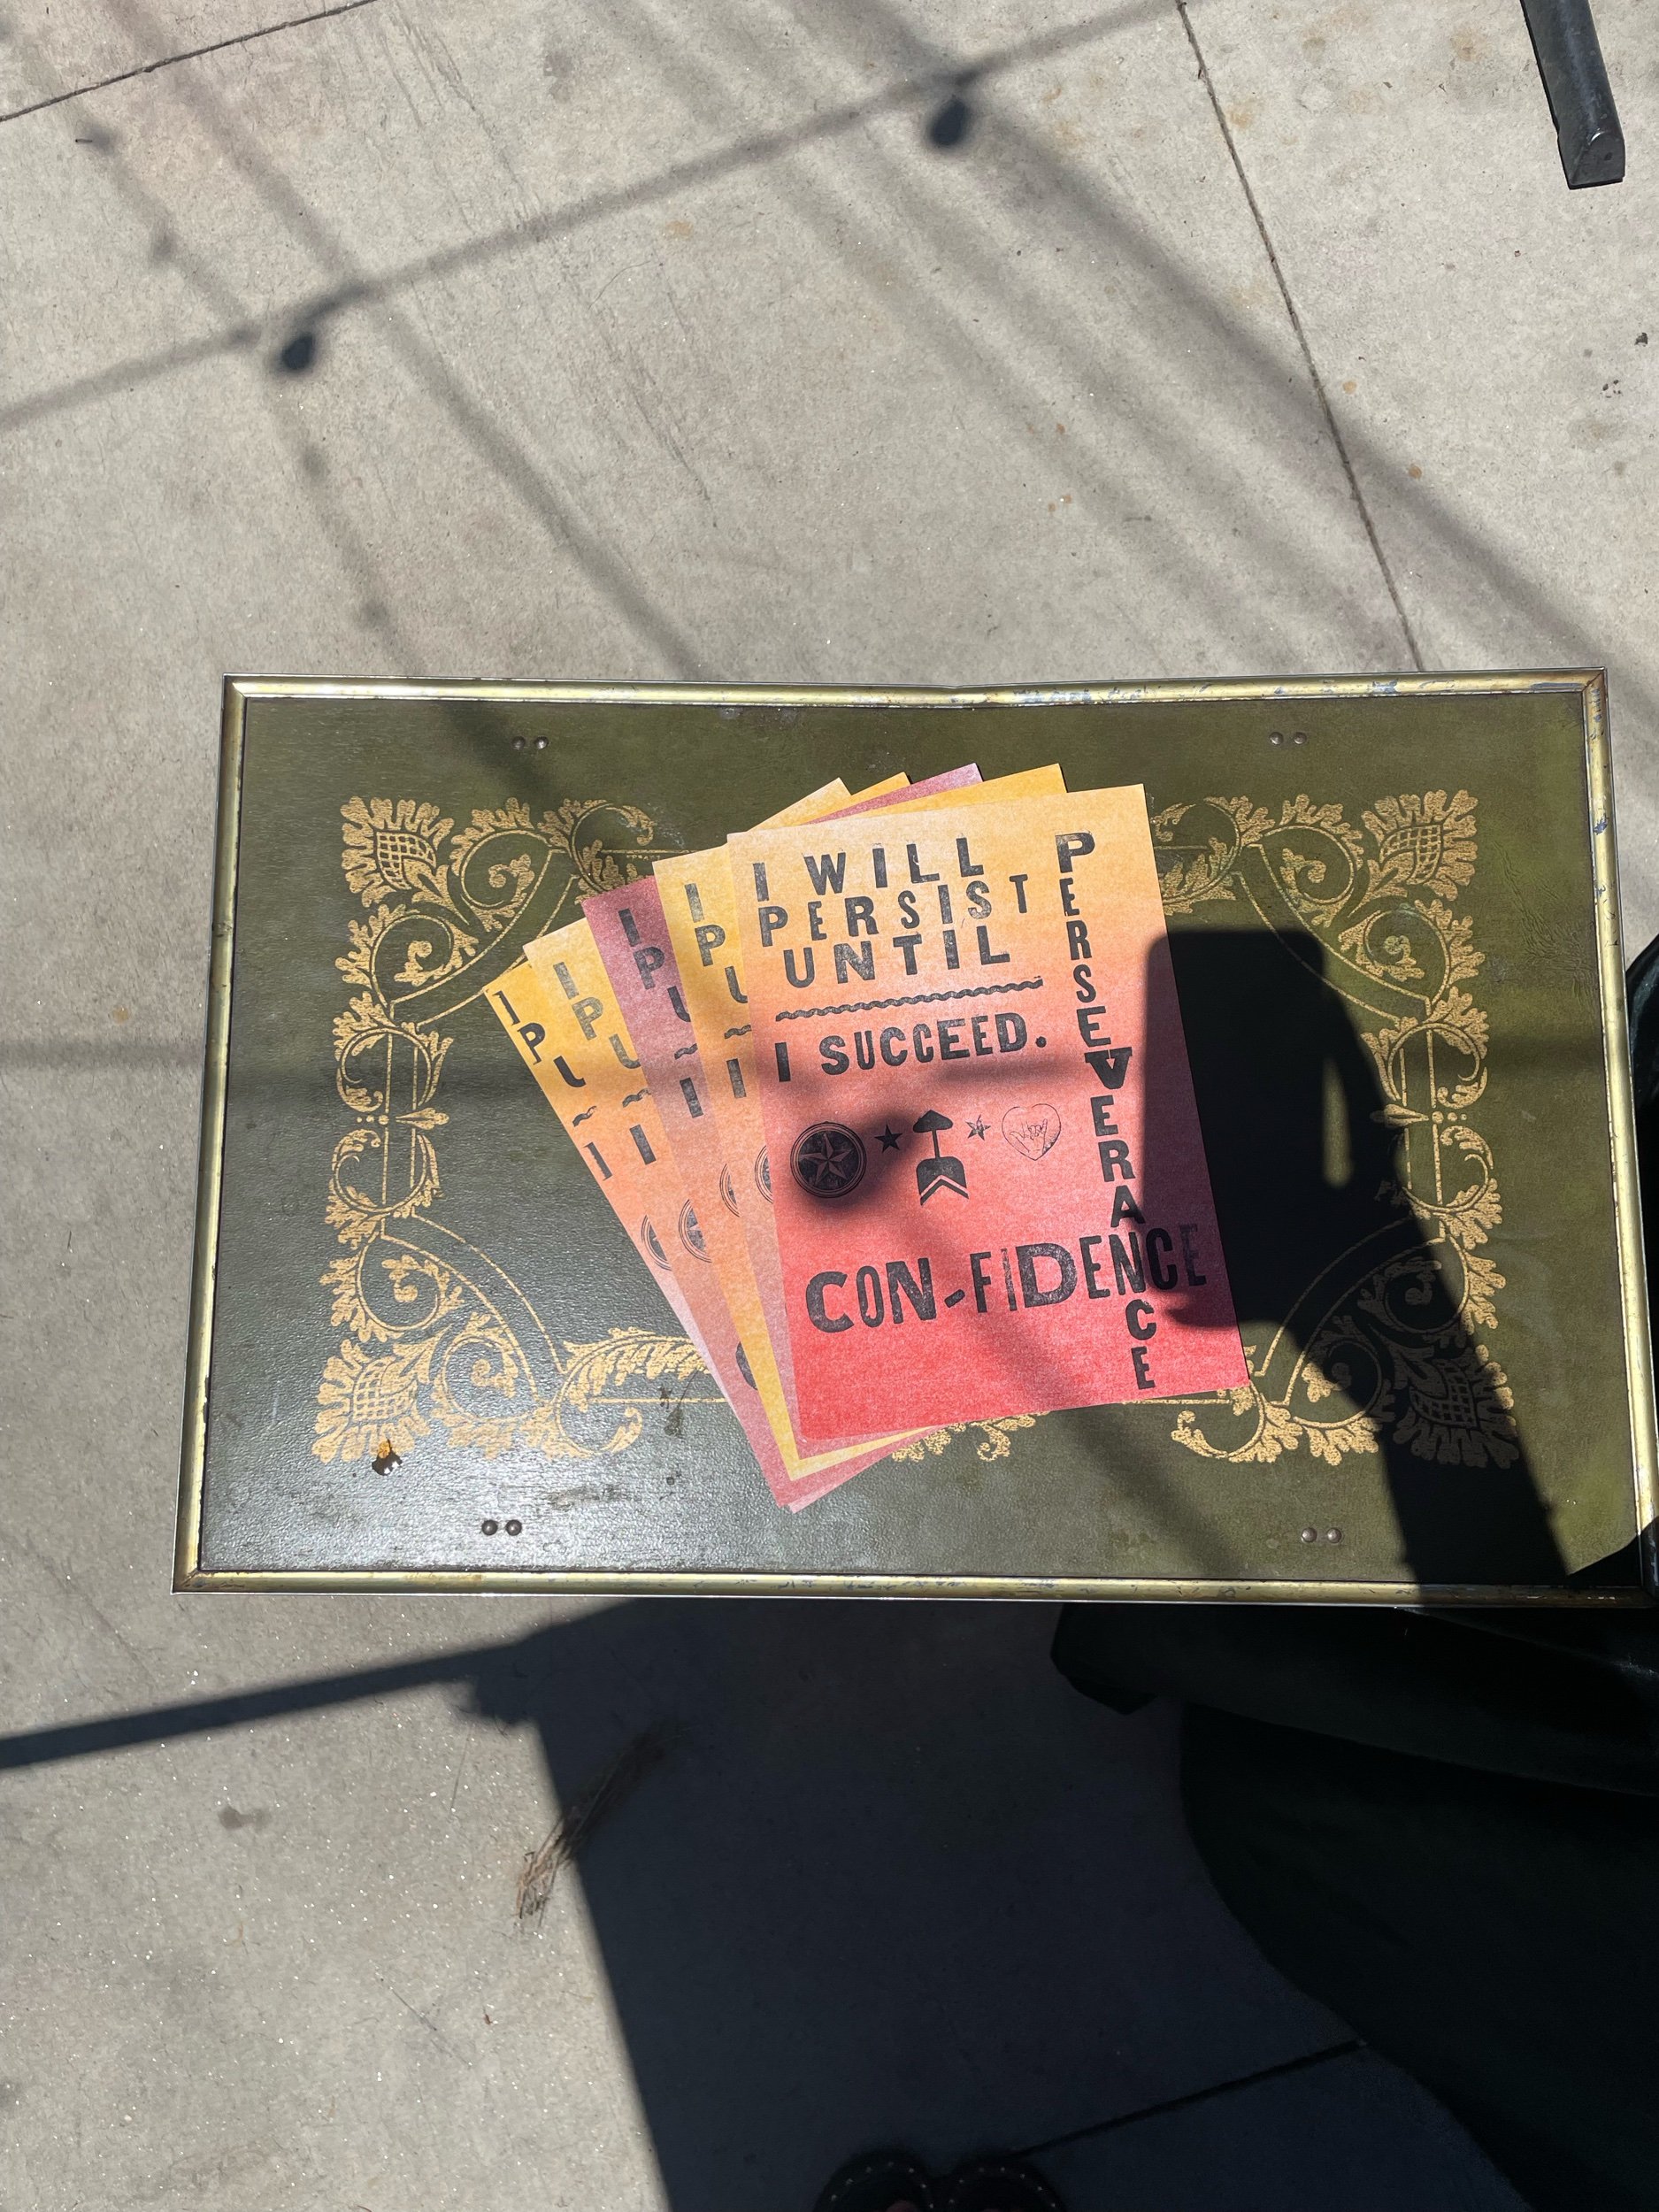 I WILL
PERSIST
UNTIL
I SUCCEED.
PERSEVERANCE
CON-FIDENCE
I
P
U
I
I
P
U
I
I
P
U
I
I
P
U
I